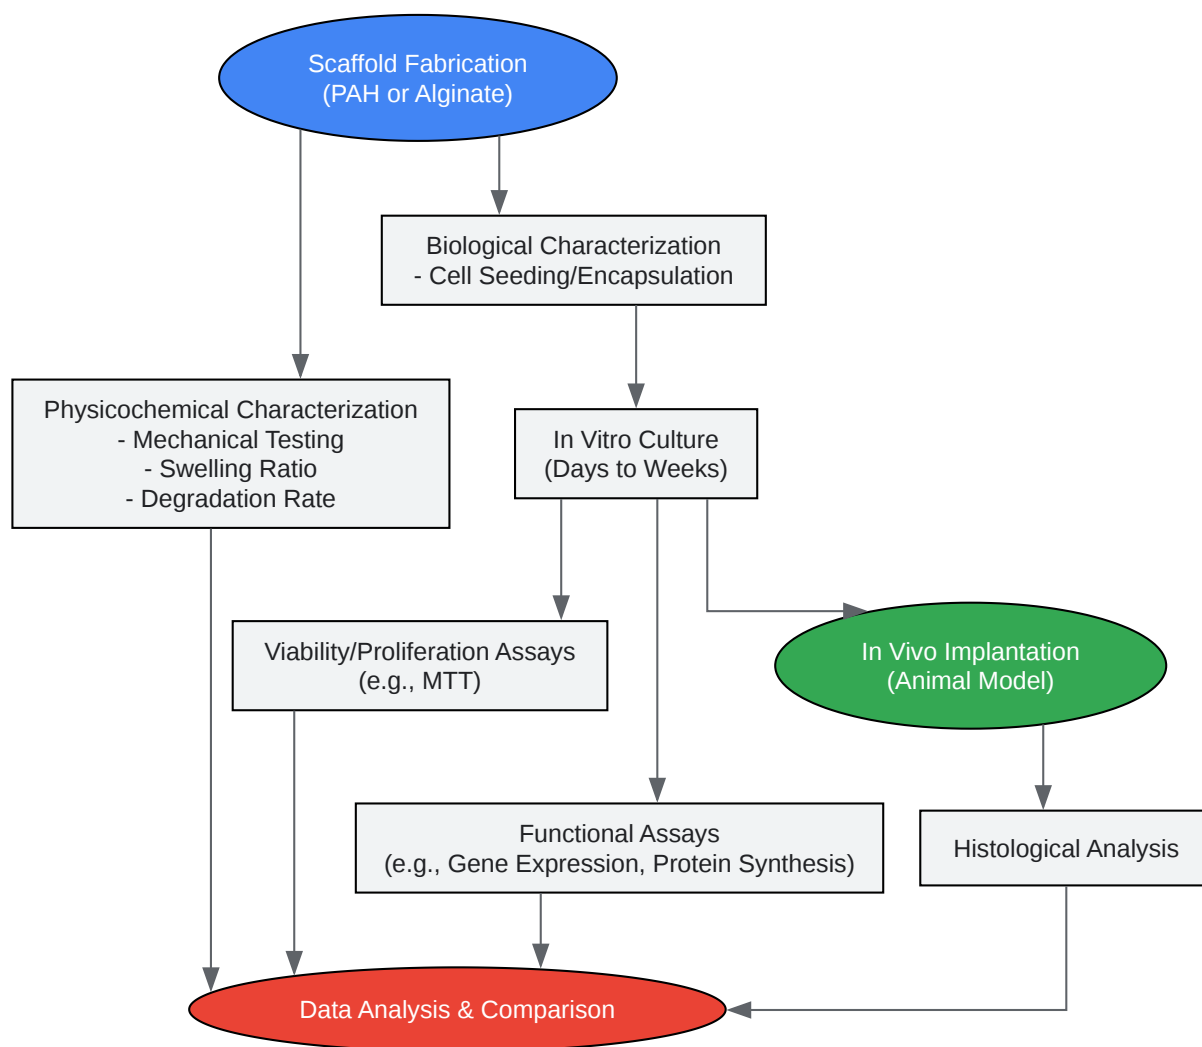 Scaffold Fabrication
(PAH or Alginate)
Biological Characterization
- Cell Seeding/Encapsulation
Physicochemical Characterization
- Mechanical Testing
- Swelling Ratio
- Degradation Rate
In Vitro Culture
(Days to Weeks)
Viability/Proliferation Assays
(e.g., MTT)
In Vivo Implantation
(Animal Model)
Functional Assays
(e.g., Gene Expression, Protein Synthesis)
Histological Analysis
Data Analysis & Comparison